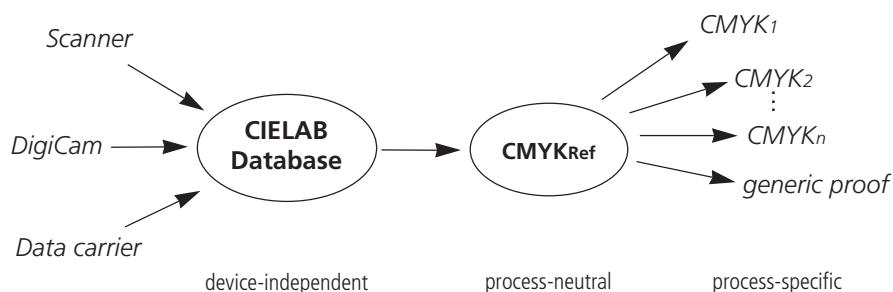 Scanner
DigiCam
Data carrier
CIELAB
Database
CMYKRef
CMYK1
CMYK2
⋮
CMYKn
generic proof
device-independent
process-neutral
process-specific